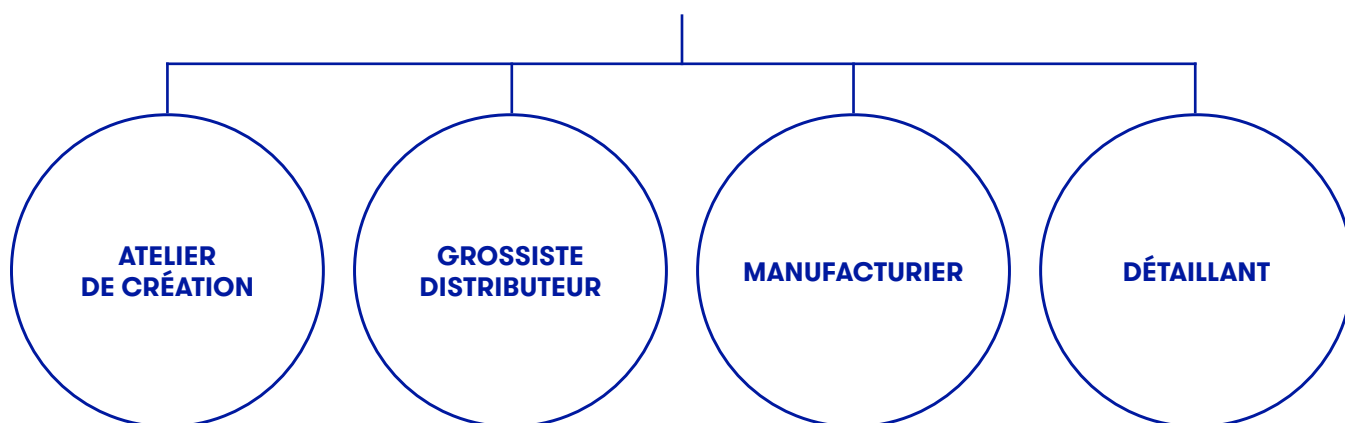 ATELIER
DE CRÉATION
GROSSISTE
DISTRIBUTEUR
MANUFACTURIER
DÉTAILLANT